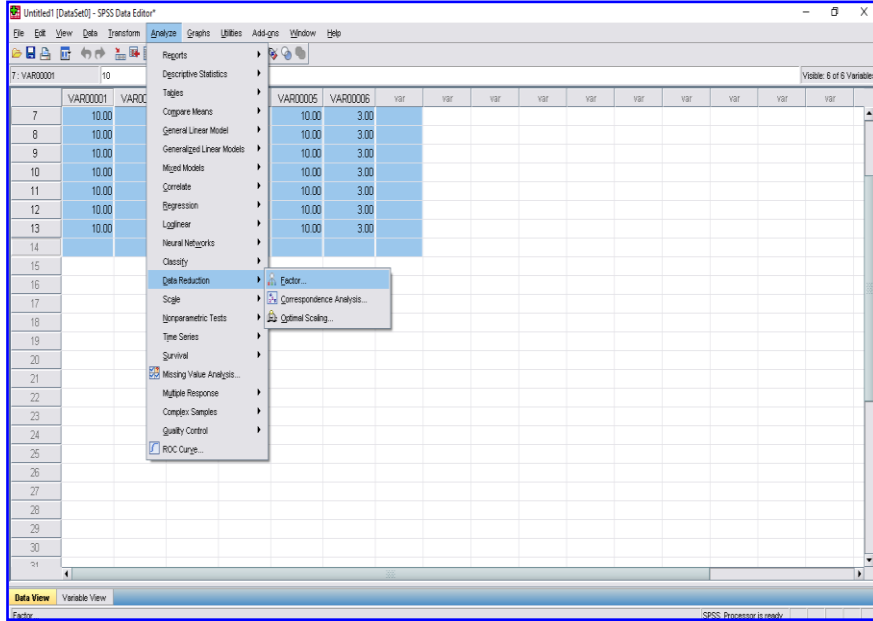 Untitled1 [DataSet0] - SPSS Data Editor*
File Edit View Data Transform Analyze Graphs Utilities Add-ons Window Help
7 : VAR00001 10 Visible: 6 of 6 Variable
VAR00001 VAR00 VAR00005 VAR00006 var var var var var var var var var
7 10.00 10.00 3.00
8 10.00 10.00 3.00
9 10.00 10.00 3.00
10 10.00 10.00 3.00
11 10.00 10.00 3.00
12 10.00 10.00 3.00
13 10.00 10.00 3.00
14
15
16
17
18
19
20
21
22
23
24
25
26
27
28
29
30
31
Reports
Descriptive Statistics
Tables
Compare Means
General Linear Model
Generalized Linear Models
Mixed Models
Correlate
Regression
Loglinear
Neural Networks
Classify
Data Reduction
Scale
Nonparametric Tests
Time Series
Survival
Missing Value Analysis...
Multiple Response
Complex Samples
Quality Control
ROC Curve...
Factor...
Correspondence Analysis...
Optimal Scaling...
Data View Variable View
Factor SPSS Processor is ready